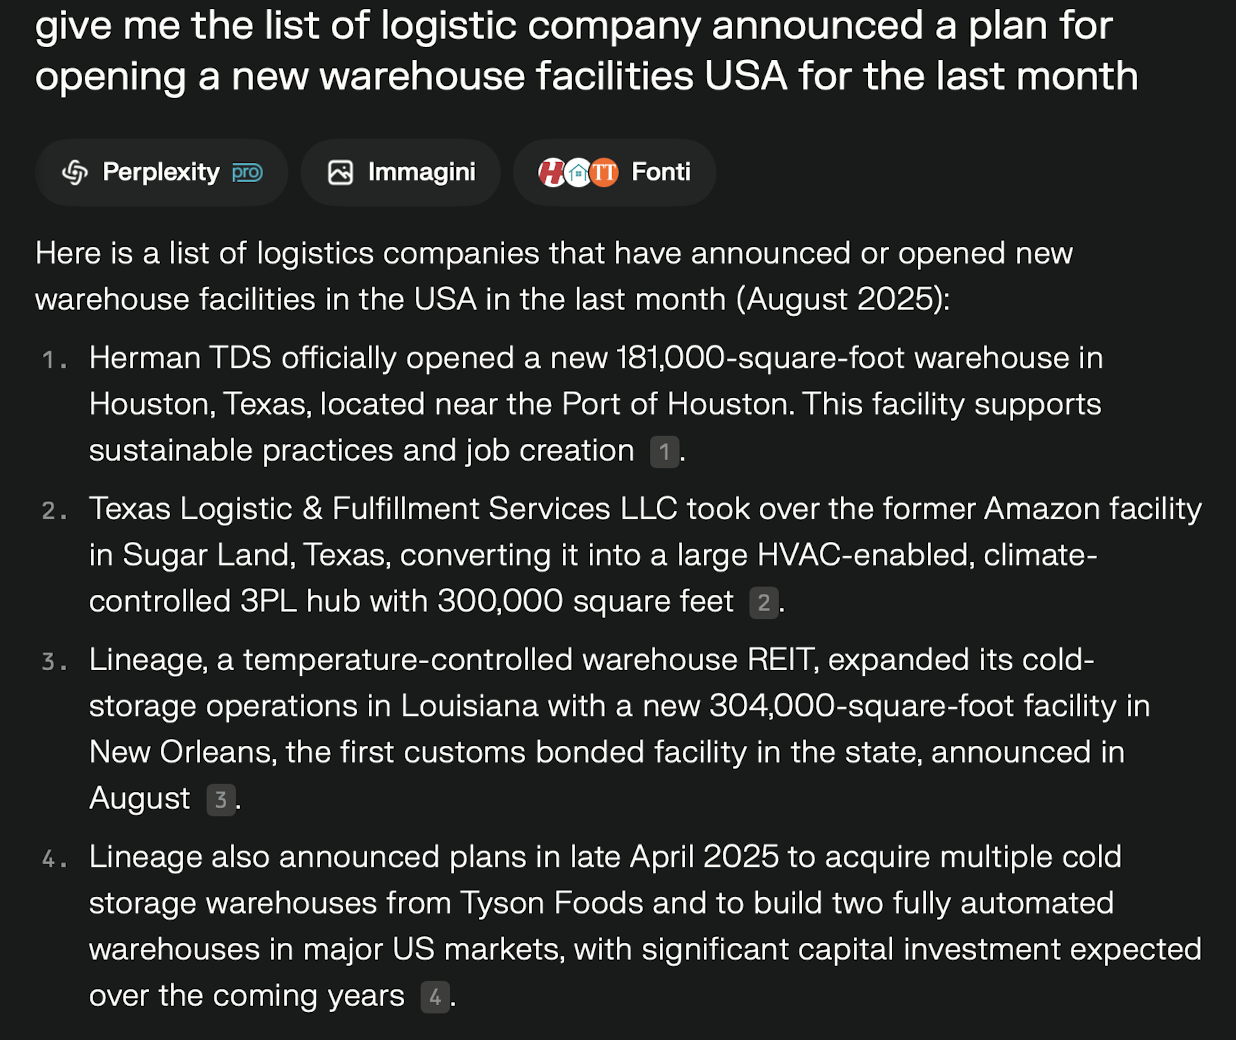 give me the list of logistic company announced a plan for
opening a new warehouse facilities USA for the last month
Perplexity pro Immagini H TT Fonti
Here is a list of logistics companies that have announced or opened new
warehouse facilities in the USA in the last month (August 2025):
1. Herman TDS officially opened a new 181,000-square-foot warehouse in
Houston, Texas, located near the Port of Houston. This facility supports
sustainable practices and job creation 1.
2. Texas Logistic & Fulfillment Services LLC took over the former Amazon facility
in Sugar Land, Texas, converting it into a large HVAC-enabled, climate-
controlled 3PL hub with 300,000 square feet 2.
3. Lineage, a temperature-controlled warehouse REIT, expanded its cold-
storage operations in Louisiana with a new 304,000-square-foot facility in
New Orleans, the first customs bonded facility in the state, announced in
August 3.
4. Lineage also announced plans in late April 2025 to acquire multiple cold
storage warehouses from Tyson Foods and to build two fully automated
warehouses in major US markets, with significant capital investment expected
over the coming years 4.